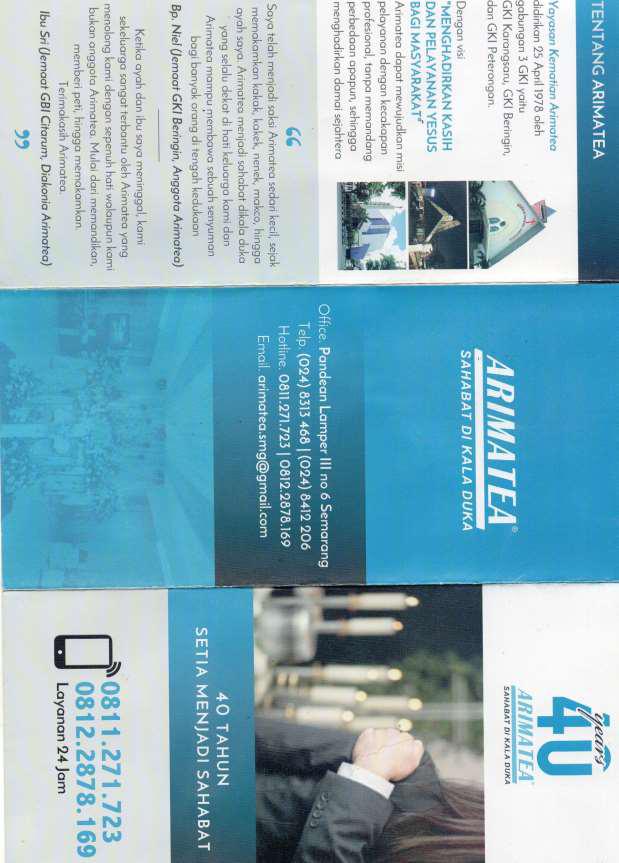 TENTANG ARIMATEA
Yayasan Kematian Arimatea
didirikan 25 April 1978 oleh
gabungan 3 GKI yaitu
GKI Karangsaru, GKI Beringin,
dan GKI Peterongan.
Dengan visi
"MENGHADIRKAN KASIH
DAN PELAYANAN YESUS
BAGI MASYARAKAT"
Arimatea dapat mewujudkan misi
pelayanan dengan kecakapan
profesional, tanpa memandang
perbedaan apapun, sehingga
menghadirkan damai sejahtera
“
Saya telah menjadi saksi Arimatea sedari kecil, sejak
memakamkan kakak, kakek, nenek, makco, hingga
ayah saya. Arimatea menjadi sahabat dikala duka
yang selalu dekat di hati keluarga kami dan
Arimatea mampu membawa sebuah senyuman
bagi banyak orang di tengah kedukaan
Bp. Niel (Jemaat GKI Beringin, Anggota Arimatea)
Ketika ayah dan ibu saya meninggal, kami
sekeluarga sangat terbantu oleh Arimatea yang
menolong kami dengan sepenuh hati walaupun kami
bukan anggota Arimatea. Mulai dari memandikan,
memberi peti, hingga memakamkan.
Terimakasih Arimatea.
Ibu Sri (Jemaat GBI Citarum, Diakonia Arimatea)
”
ARIMATEA®
SAHABAT DI KALA DUKA
Office. Pandean Lamper III no 6 Semarang
Telp. (024) 8313 468 | (024) 8412 206
Hotline. 0811.271.723 | 0812.2878.169
Email. arimatea.smg@gmail.com
years
40
ARIMATEA®
SAHABAT DI KALA DUKA
40 TAHUN
SETIA MENJADI SAHABAT
0811.271.723
0812.2878.169
Layanan 24 Jam